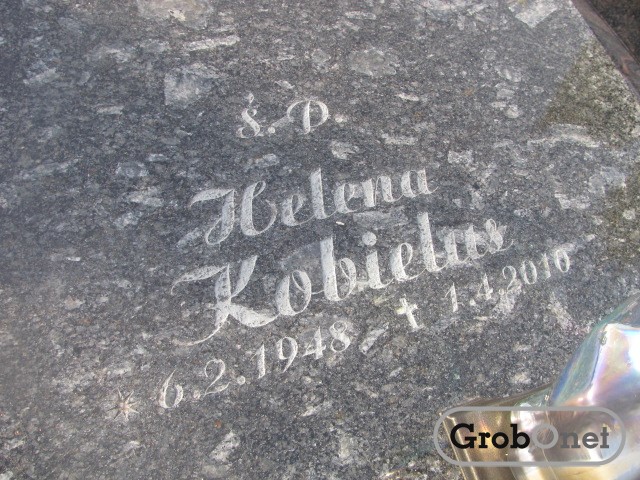 Ś.P
Helena
Kobielus
* 6.2.1948 † 1.4.2010
GrobOnet